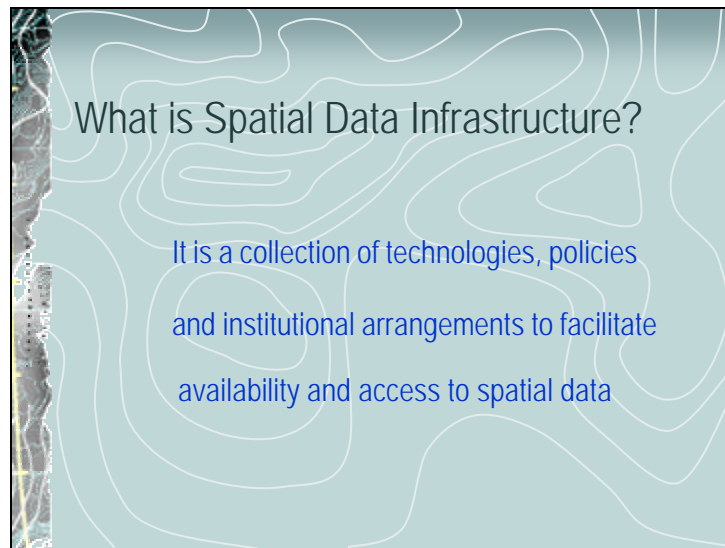 What is Spatial Data Infrastructure?
It is a collection of technologies, policies
and institutional arrangements to facilitate
availability and access to spatial data